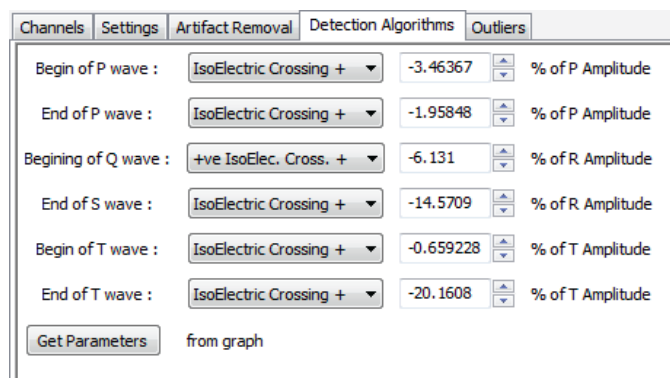 Channels Settings Artifact Removal Detection Algorithms Outliers
Begin of P wave : IsoElectric Crossing + -3.46367 % of P Amplitude
End of P wave : IsoElectric Crossing + -1.95848 % of P Amplitude
Begining of Q wave : +ve IsoElec. Cross. + -6.131 % of R Amplitude
End of S wave : IsoElectric Crossing + -14.5709 % of R Amplitude
Begin of T wave : IsoElectric Crossing + -0.659228 % of T Amplitude
End of T wave : IsoElectric Crossing + -20.1608 % of T Amplitude
Get Parameters from graph